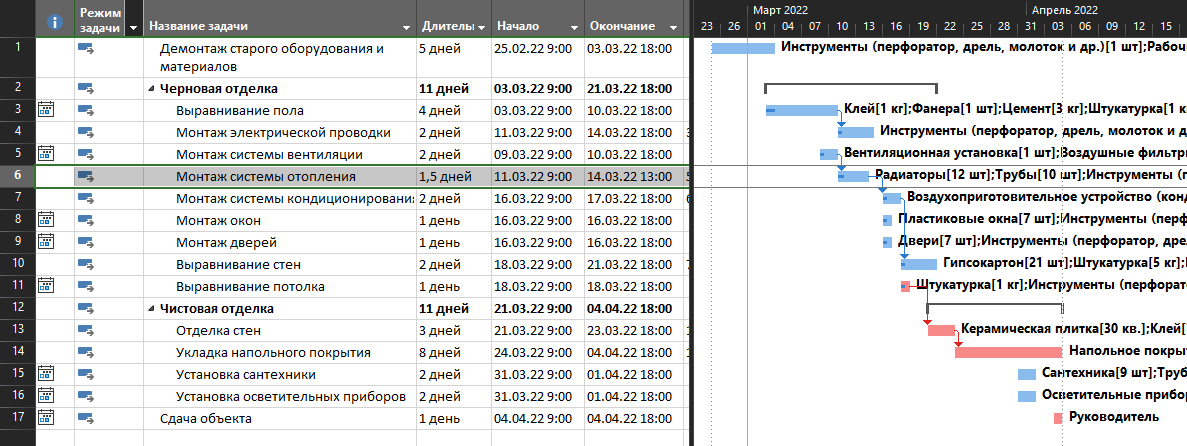 Режим задачи Название задачи Длительн Начало Окончание
Март 2022 Апрель 2022
23 26 01 04 07 10 13 16 19 22 25 28 31 03 06 09 12 15
1 Демонтаж старого оборудования и материалов 5 дней 25.02.22 9:00 03.03.22 18:00 Инструменты (перфоратор, дрель, молоток и др.)[1 шт];Рабоч
2 Черновая отделка 11 дней 03.03.22 9:00 21.03.22 18:00
3 Выравнивание пола 4 дней 03.03.22 9:00 10.03.22 18:00 Клей[1 кг];Фанера[1 шт];Цемент[3 кг];Штукатурка[1 к
4 Монтаж электрической проводки 2 дней 11.03.22 9:00 14.03.22 18:00 3 Инструменты (перфоратор, дрель, молоток и д
5 Монтаж системы вентиляции 2 дней 09.03.22 9:00 10.03.22 18:00 Вентиляционная установка[1 шт];Воздушные фильтр
6 Монтаж системы отопления 1,5 дней 11.03.22 9:00 14.03.22 13:00 5 Радиаторы[12 шт];Трубы[10 шт];Инструменты (п
7 Монтаж системы кондиционирования 2 дней 16.03.22 9:00 17.03.22 18:00 6 Воздухоприготовительное устройство (конд
8 Монтаж окон 1 день 16.03.22 9:00 16.03.22 18:00 Пластиковые окна[7 шт];Инструменты (перф
9 Монтаж дверей 1 день 16.03.22 9:00 16.03.22 18:00 Двери[7 шт];Инструменты (перфоратор, дрел
10 Выравнивание стен 2 дней 18.03.22 9:00 21.03.22 18:00 7 Гипсокартон[21 шт];Штукатурка[5 кг];
11 Выравнивание потолка 1 день 18.03.22 9:00 18.03.22 18:00 Штукатурка[1 кг];Инструменты (перфорато
12 Чистовая отделка 11 дней 21.03.22 9:00 04.04.22 18:00
13 Отделка стен 3 дней 21.03.22 9:00 23.03.22 18:00 1 Керамическая плитка[30 кв.];Клей[
14 Укладка напольного покрытия 8 дней 24.03.22 9:00 04.04.22 18:00 1 Напольное покры
15 Установка сантехники 2 дней 31.03.22 9:00 01.04.22 18:00 Сантехника[9 шт];Труб
16 Установка осветительных приборов 2 дней 31.03.22 9:00 01.04.22 18:00 Осветительные прибор
17 Сдача объекта 1 день 04.04.22 9:00 04.04.22 18:00 Руководитель